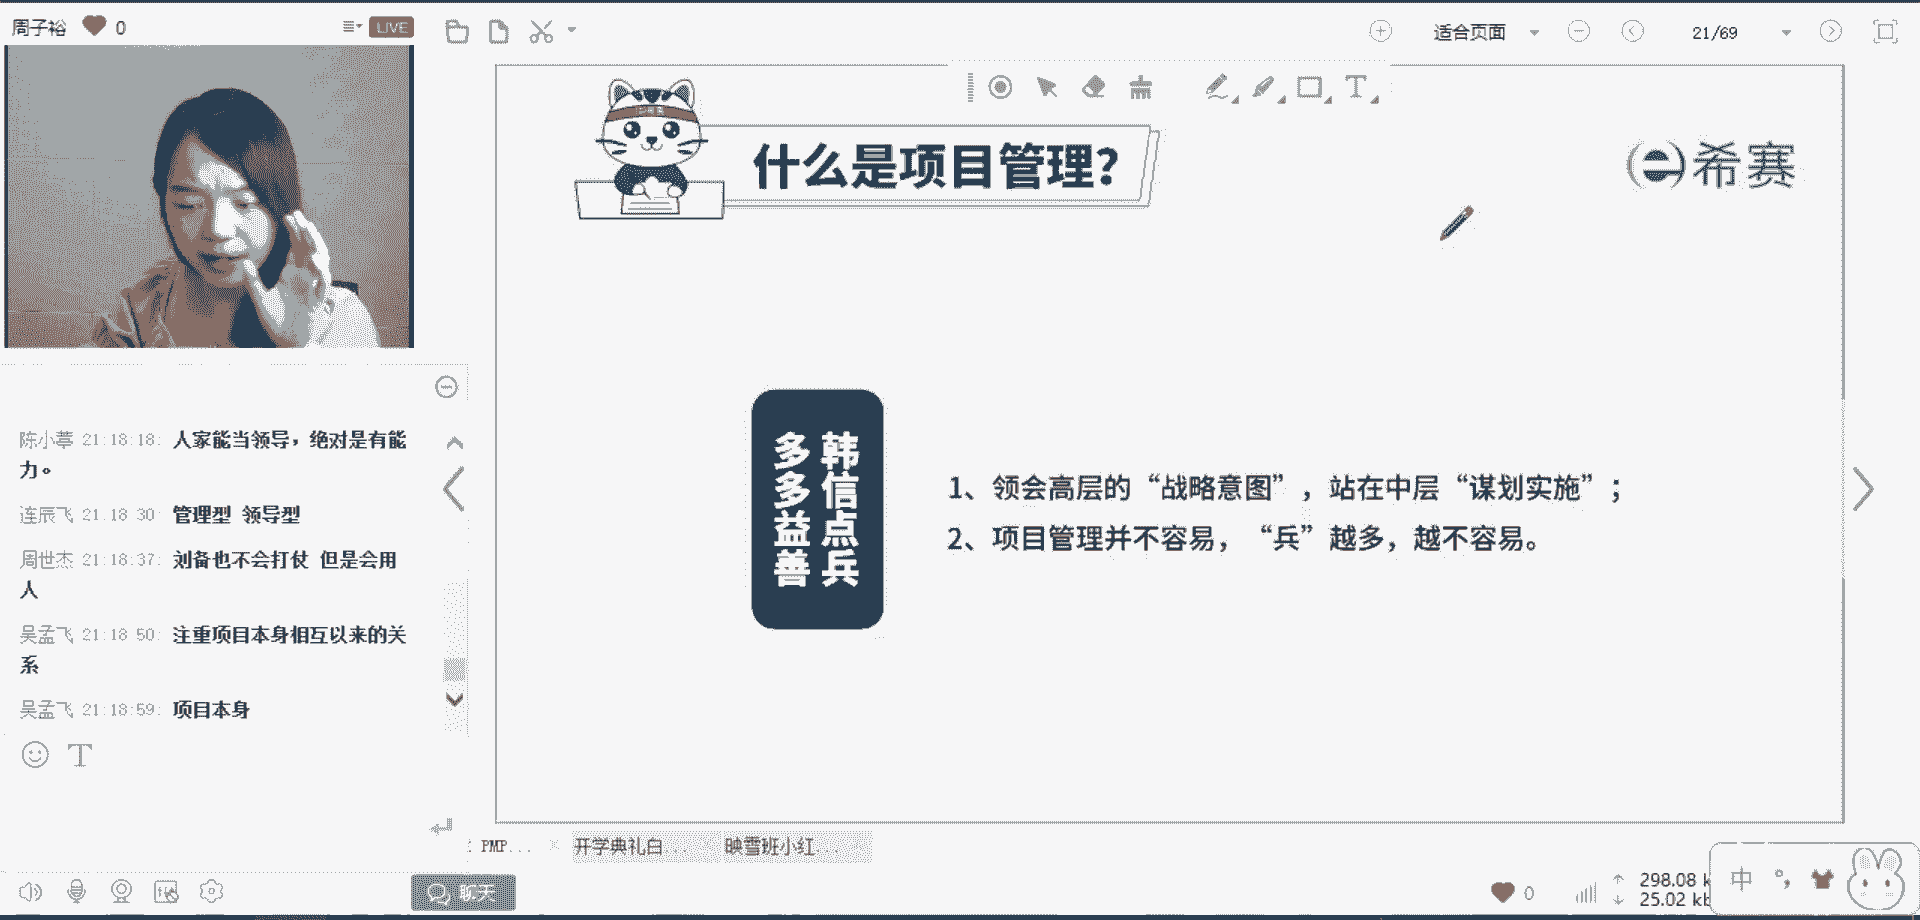 周子裕 0
LIVE
适合页面
21/69
什么是项目管理？
希赛
韩信点兵
多多益善
1、领会高层的“战略意图”，站在中层“谋划实施”；
2、项目管理并不容易，“兵”越多，越不容易。
陈小葶 21:18:18: 人家能当领导，绝对是有能
力。
连辰飞 21:18:30: 管理型 领导型
周世杰 21:18:37: 刘备也不会打仗 但是会用
人
吴孟飞 21:18:50: 注重项目本身相互以来的关
系
吴孟飞 21:18:59: 项目本身
PMP...
开学典礼白...
映雪班小红...
聊天
0
298.08 k
25.02 kb
中